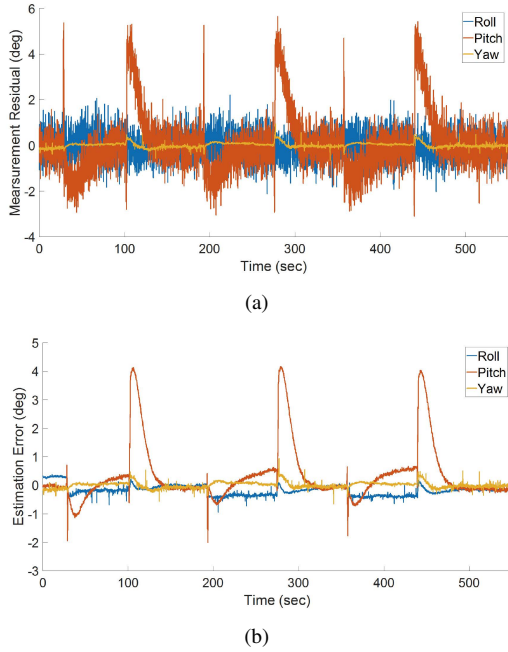 6
4
2
0
-2
-4
Mearsurement Residual (deg)
Roll
Pitch
Yaw
0
100
200
300
400
500
Time (sec)
(a)
5
4
3
2
1
0
-1
-2
-3
Estimation Error (deg)
Roll
Pitch
Yaw
0
100
200
300
400
500
Time (sec)
(b)